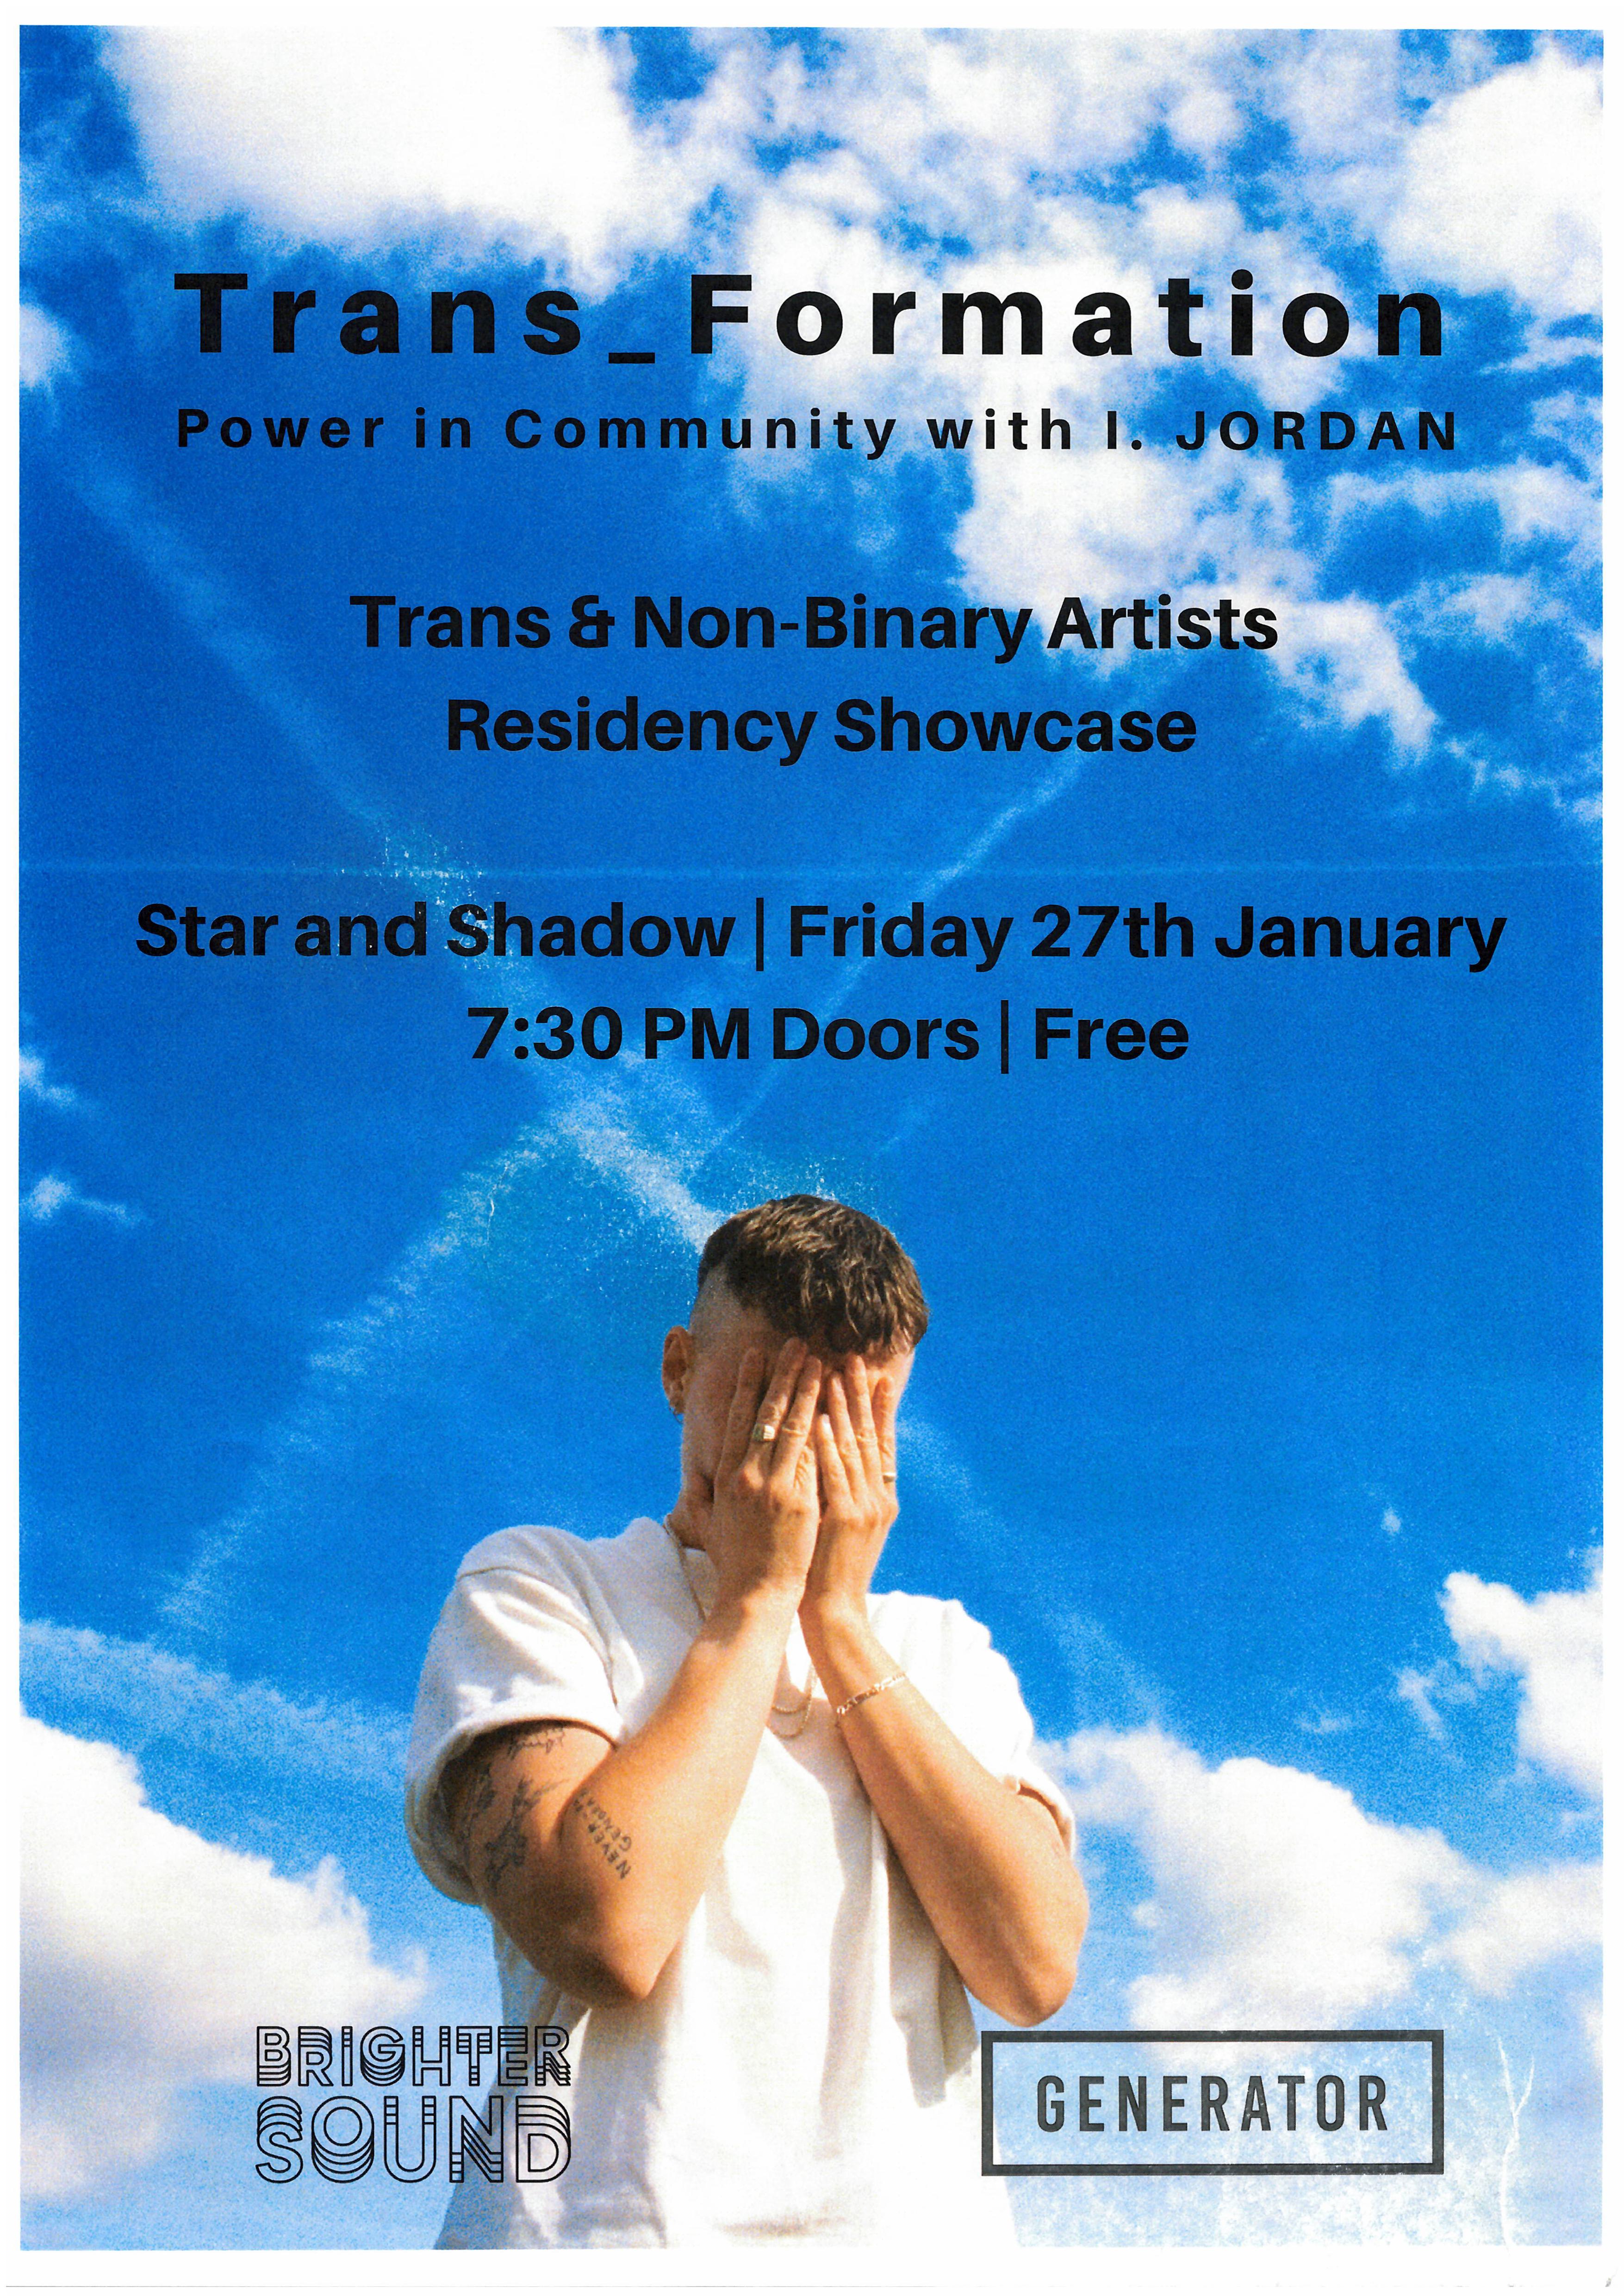 Trans_Formation
Power in Community with I. JORDAN
Trans & Non-Binary Artists
Residency Showcase
Star and Shadow | Friday 27th January
7:30 PM Doors | Free
BRIGHTER
SOUND
GENERATOR